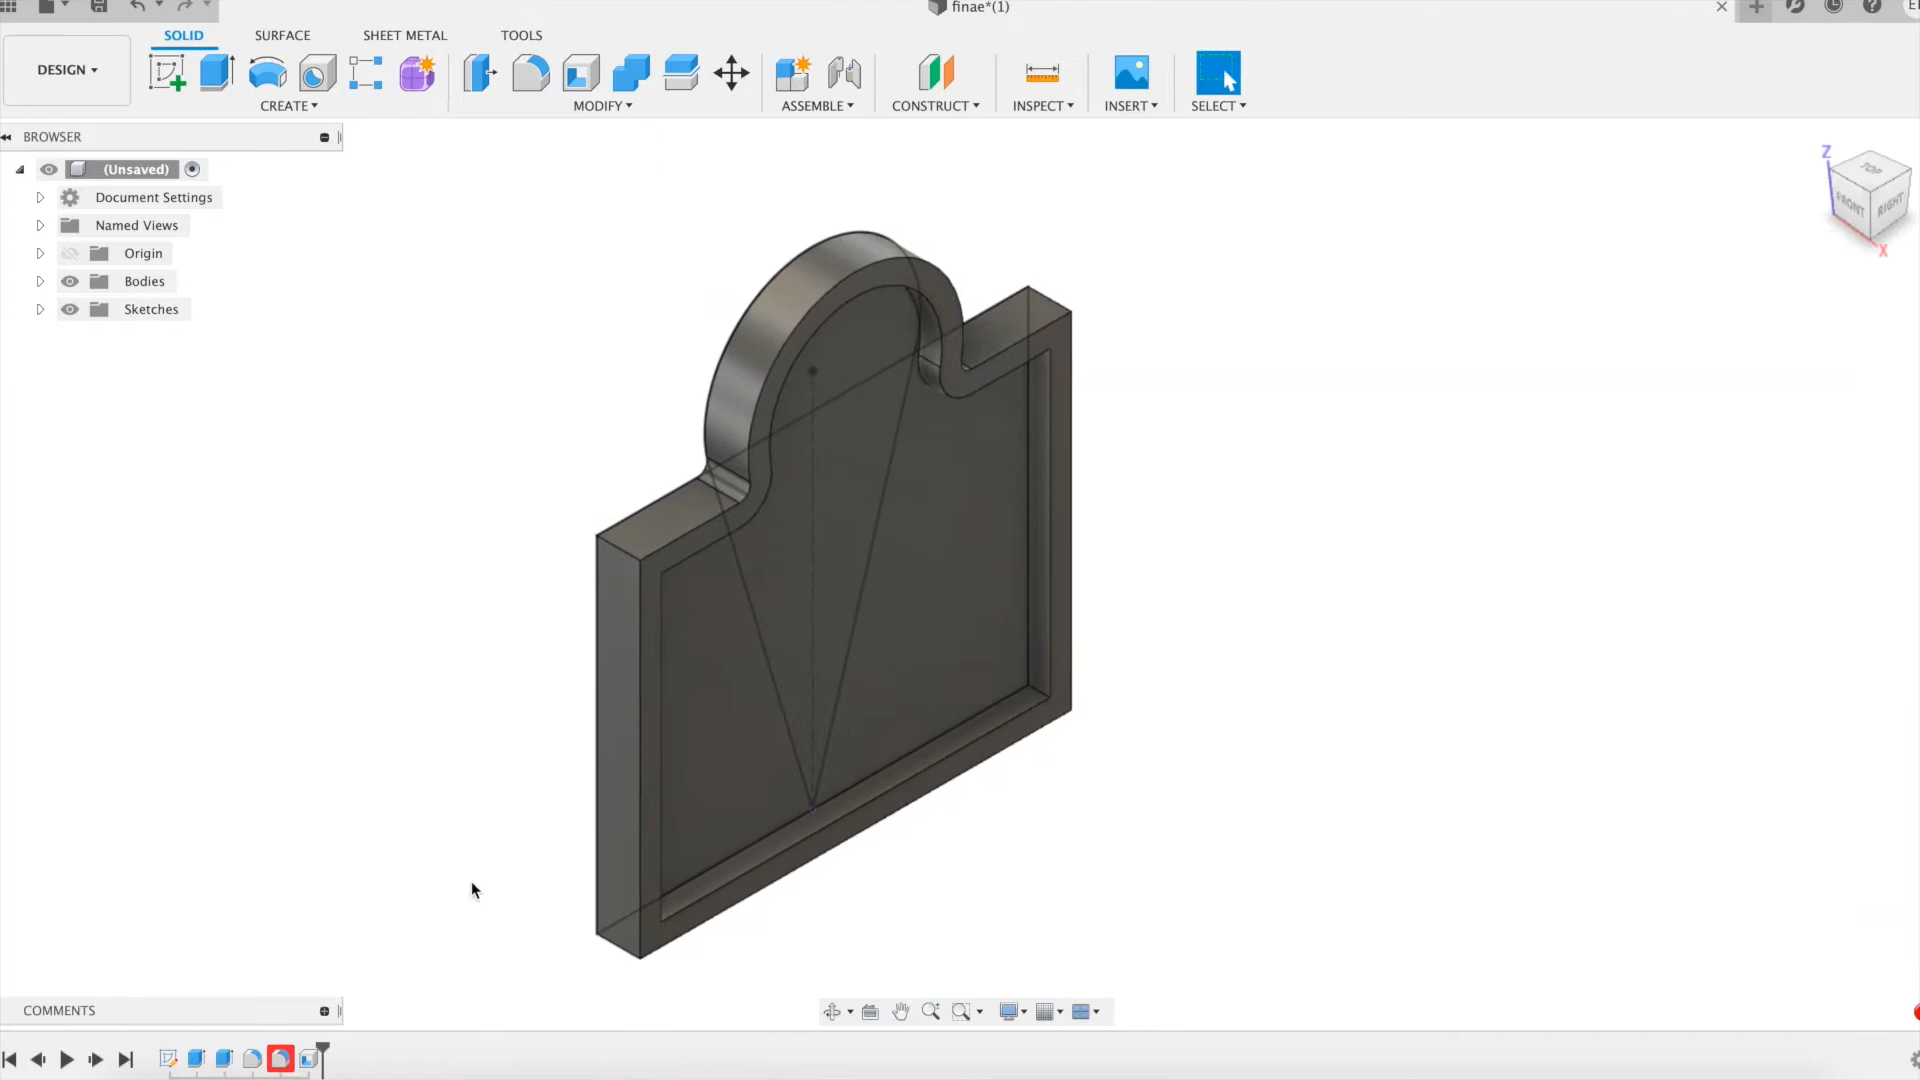 finae*(1)
SOLID
SURFACE
SHEET METAL
TOOLS
DESIGN
CREATE
MODIFY
ASSEMBLE
CONSTRUCT
INSPECT
INSERT
SELECT
BROWSER
(Unsaved)
Document Settings
Named Views
Origin
Bodies
Sketches
Z
TOP
FRONT
RIGHT
X
COMMENTS